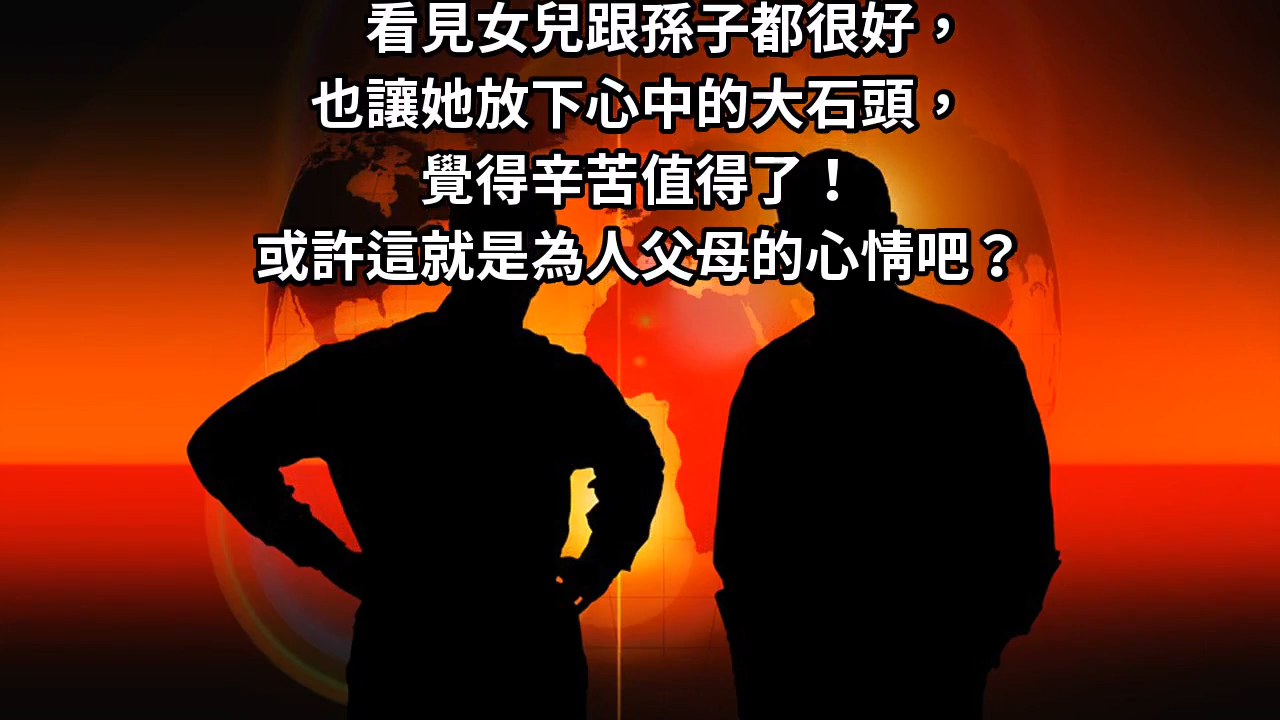 看見女兒跟孫子都很好，
也讓她放下心中的大石頭，
覺得辛苦值得了！
或許這就是為人父母的心情吧？